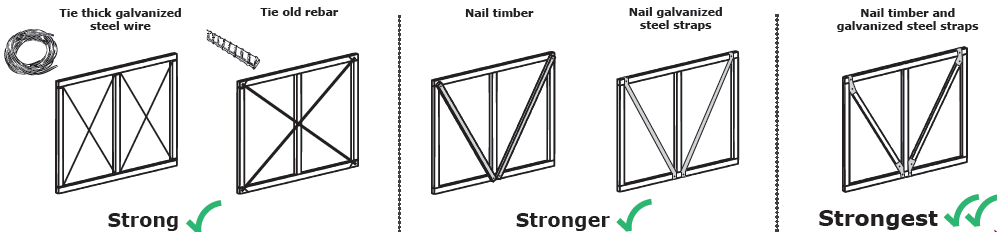 Tie thick galvanized
steel wire
Tie old rebar
Nail timber
Nail galvanized
steel straps
Nail timber and
galvanized steel straps
Strong
Stronger
Strongest